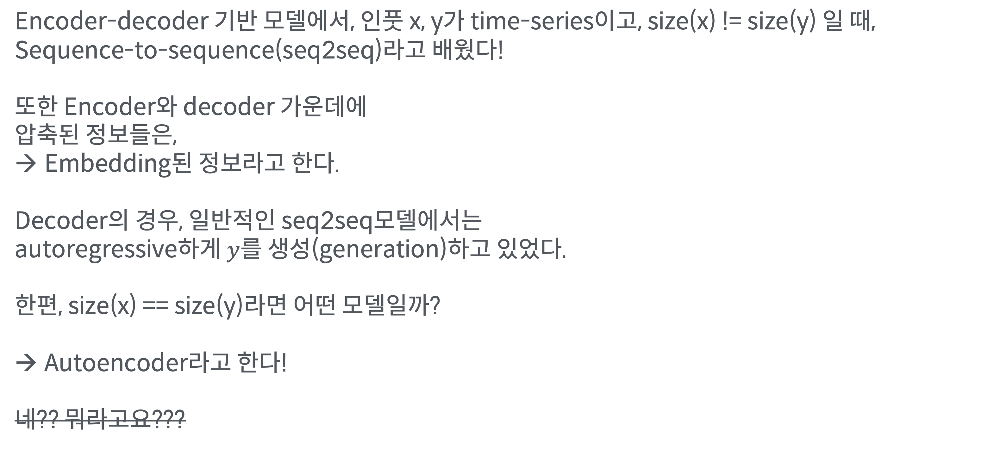 Encoder-decoder 기반 모델에서, 인풋 x, y가 time-series이고, size(x) != size(y) 일 때,
Sequence-to-sequence(seq2seq)라고 배웠다!
또한 Encoder와 decoder 가운데에
압축된 정보들은,
→ Embedding된 정보라고 한다.
Decoder의 경우, 일반적인 seq2seq모델에서는
autoregressive하게 y를 생성(generation)하고 있었다.
한편, size(x) == size(y)라면 어떤 모델일까?
→ Autoencoder라고 한다!
네?? 뭐라고요???